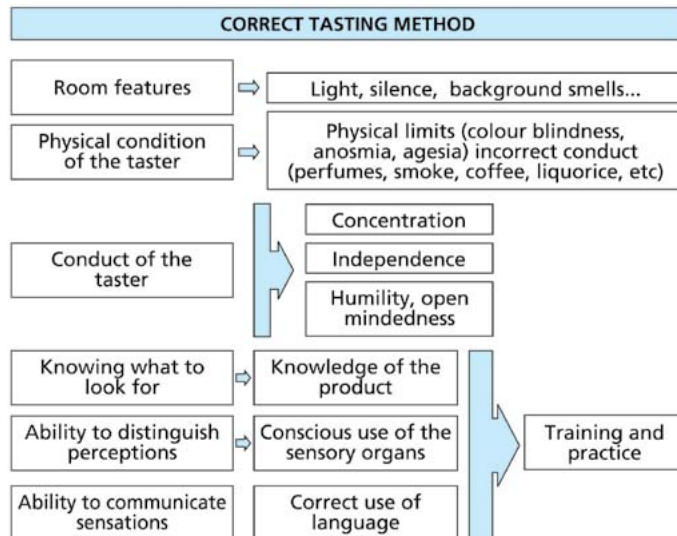 CORRECT TASTING METHOD
Room features
Light, silence, background smells...
Physical condition
of the taster
Physical limits (colour blindness,
anosmia, agesia) incorrect conduct
(perfumes, smoke, coffee, liquorice, etc)
Conduct of the
taster
Concentration
Independence
Humility, open
mindedness
Knowing what to
look for
Knowledge of the
product
Ability to distinguish
perceptions
Conscious use of the
sensory organs
Training and
practice
Ability to communicate
sensations
Correct use of
language